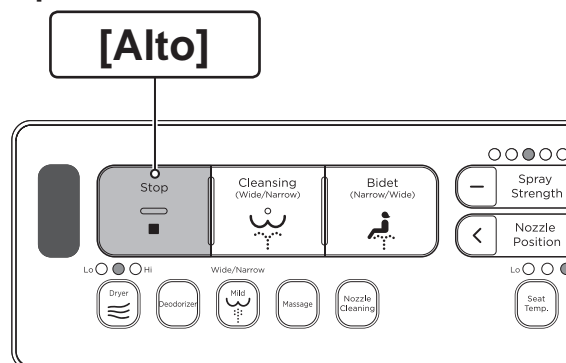 [Alto]
Stop
Cleansing
(Wide/Narrow)
Bidet
(Narrow/Wide)
Spray
Strength
Nozzle
Position
Lo Hi
Wide/Narrow
Lo
Dryer
Deodorizer
Mild
Massage
Nozzle
Cleaning
Seat
Temp.